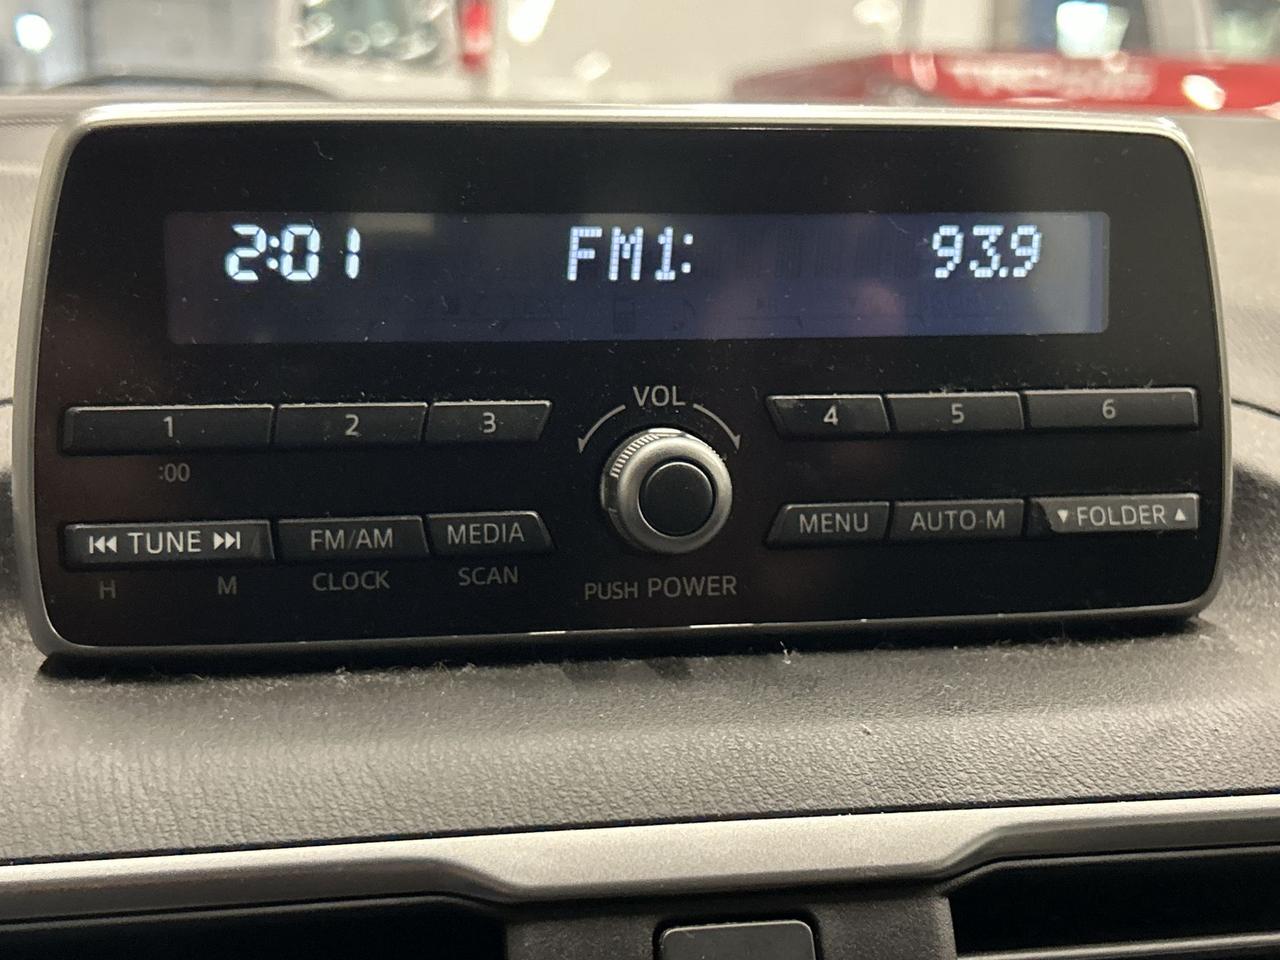 2:01 FM1: 93.9
VOL
1 2 3 4 5 6
:00
TUNE FM/AM MEDIA MENU AUTO-M ▼ FOLDER ▲
H M CLOCK SCAN PUSH POWER